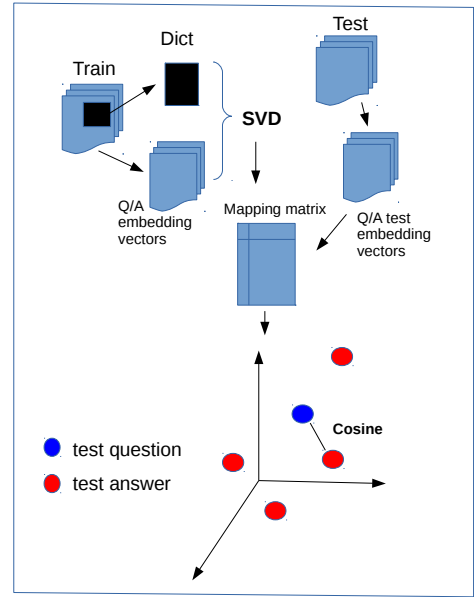 Dict
Test
Train
SVD
Q/A
embedding
vectors
Mapping matrix
Q/A test
embedding
vectors
Cosine
test question
test answer